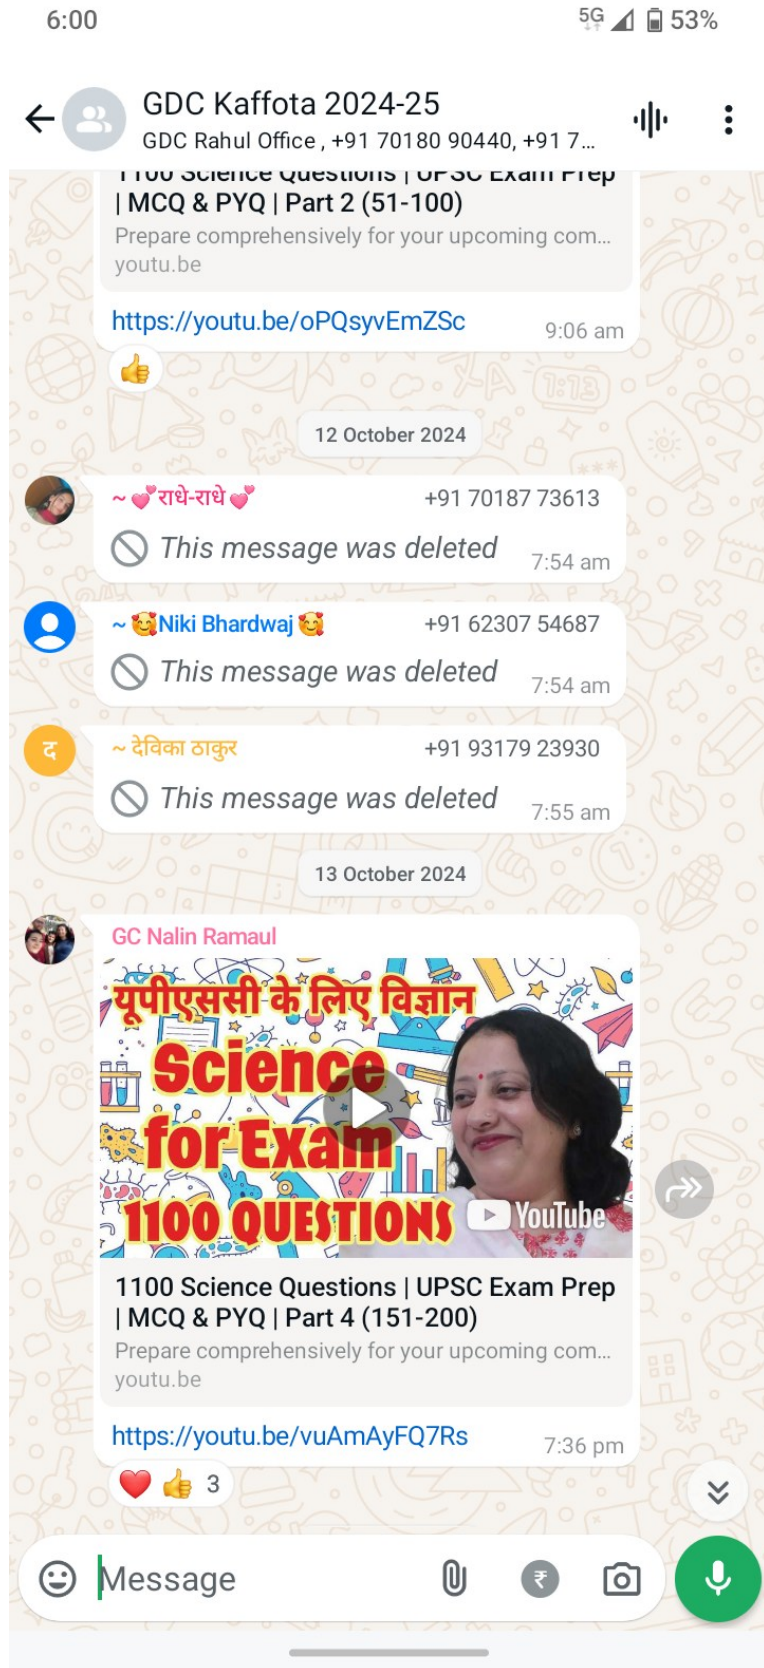 6:00
5G 53%
GDC Kaffota 2024-25
GDC Rahul Office , +91 70180 90440, +91 7...
1100 Science Questions | UPSC Exam Prep
| MCQ & PYQ | Part 2 (51-100)
Prepare comprehensively for your upcoming com...
youtu.be
https://youtu.be/oPQsyvEmZSc
9:06 am
👍
12 October 2024
~ 💕राधे-राधे 💕 +91 70187 73613
This message was deleted 7:54 am
~ 🥰Niki Bhardwaj 🥰 +91 62307 54687
This message was deleted 7:54 am
द
~ देविका ठाकुर +91 93179 23930
This message was deleted 7:55 am
13 October 2024
GC Nalin Ramaul
यूपीएससी के लिए विज्ञान
Science
for Exam
1100 QUESTIONS
YouTube
1100 Science Questions | UPSC Exam Prep
| MCQ & PYQ | Part 4 (151-200)
Prepare comprehensively for your upcoming com...
youtu.be
https://youtu.be/vuAmAyFQ7Rs
7:36 pm
❤️ 👍 3
Message
₹